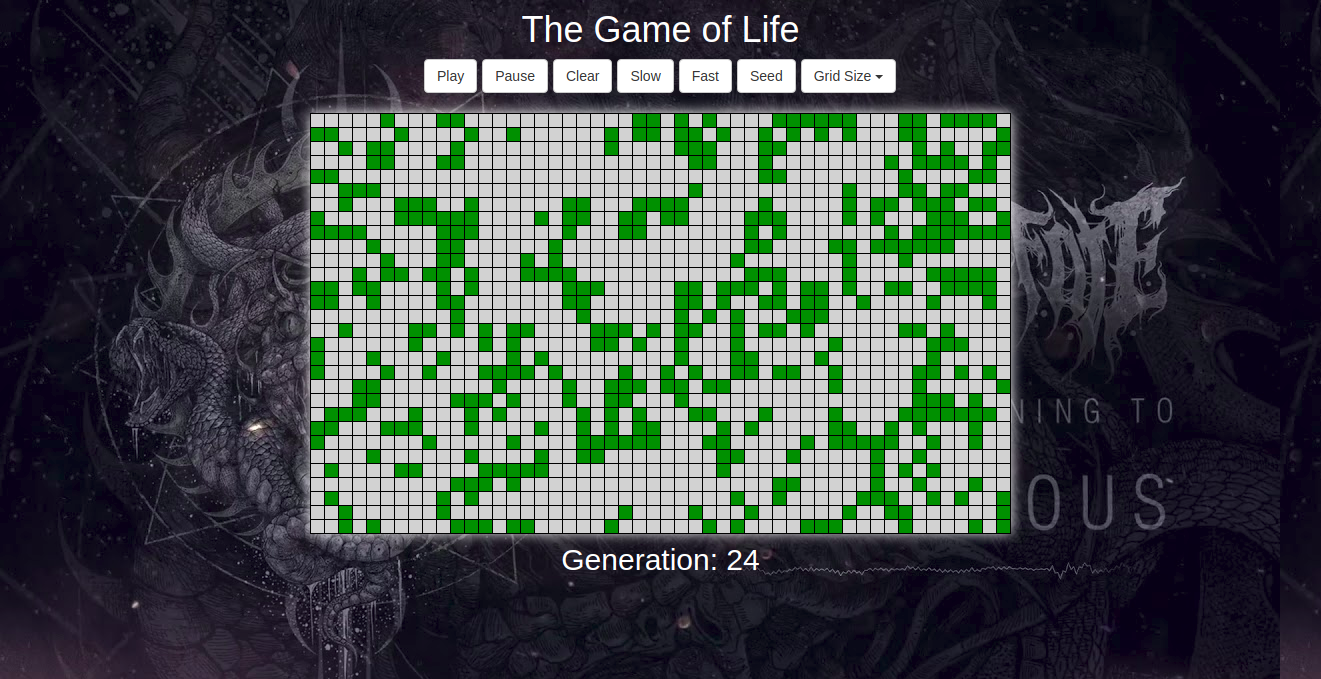 The Game of Life
Play Pause Clear Slow Fast Seed Grid Size
NING TO
OUS
Generation: 24